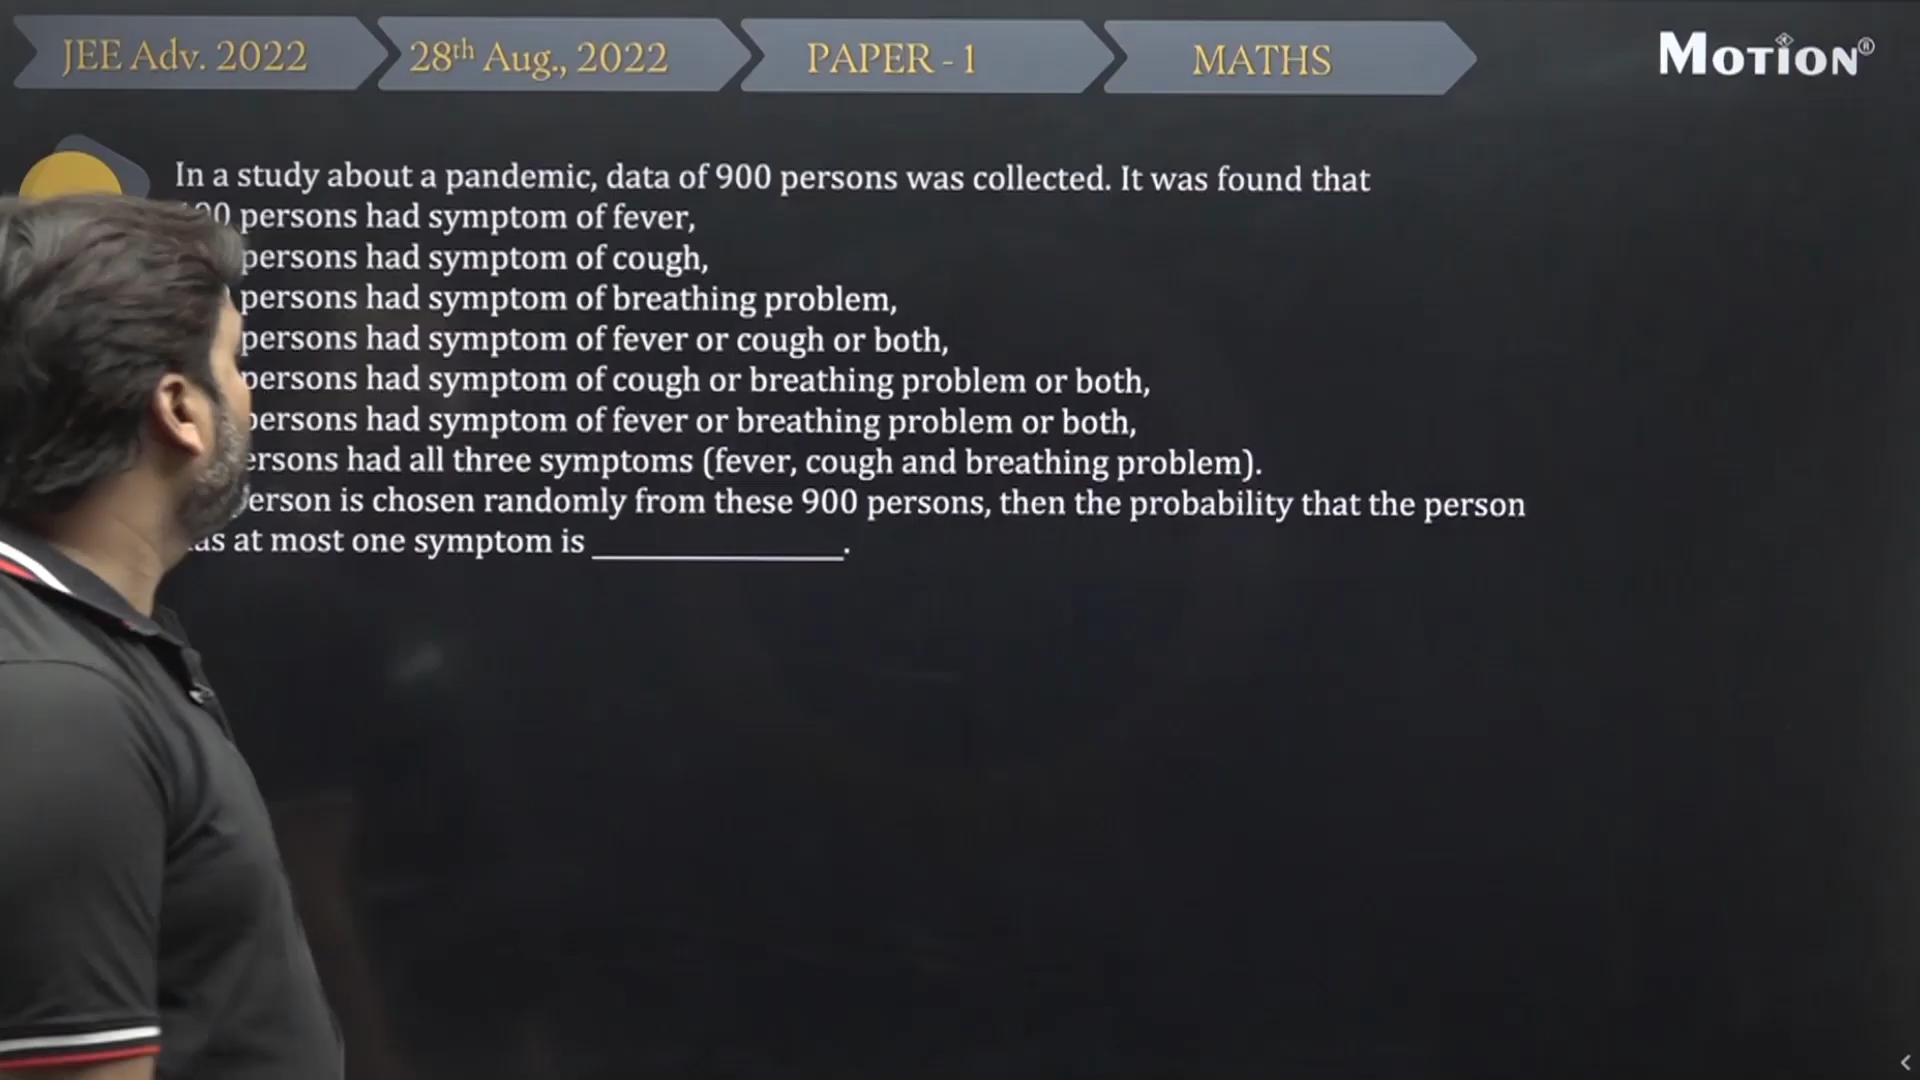 JEE Adv. 2022
28th Aug., 2022
PAPER - 1
MATHS
MOTION®
In a study about a pandemic, data of 900 persons was collected. It was found that
persons had symptom of fever,
persons had symptom of cough,
persons had symptom of breathing problem,
persons had symptom of fever or cough or both,
persons had symptom of cough or breathing problem or both,
persons had symptom of fever or breathing problem or both,
had all three symptoms (fever, cough and breathing problem).
is chosen randomly from these 900 persons, then the probability that the person
at most one symptom is ______________.